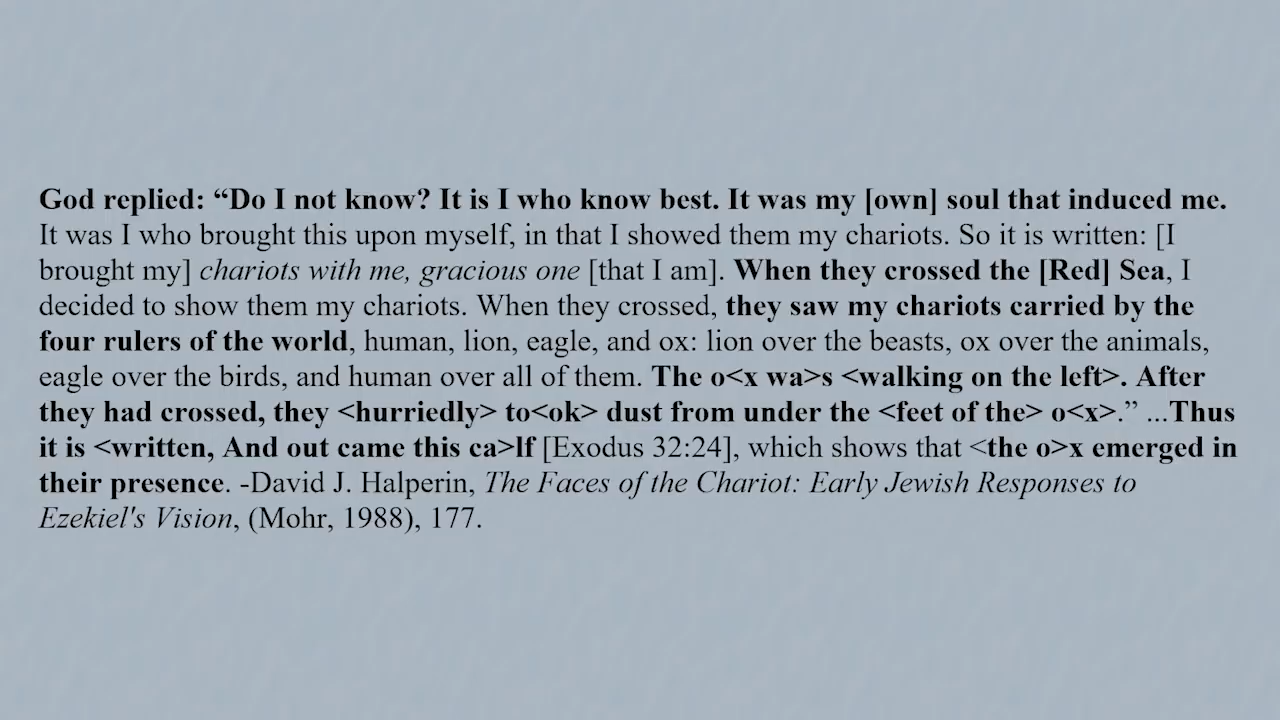 God replied: “Do I not know? It is I who know best. It was my [own] soul that induced me.
It was I who brought this upon myself, in that I showed them my chariots. So it is written: [I
brought my] chariots with me, gracious one [that I am]. When they crossed the [Red] Sea, I
decided to show them my chariots. When they crossed, they saw my chariots carried by the
four rulers of the world, human, lion, eagle, and ox: lion over the beasts, ox over the animals,
eagle over the birds, and human over all of them. The o<x wa>s <walking on the left>. After
they had crossed, they <hurriedly> to<ok> dust from under the <feet of the> o<x>.” ...Thus
it is <written, And out came this ca>lf [Exodus 32:24], which shows that <the o>x emerged in
their presence. -David J. Halperin, The Faces of the Chariot: Early Jewish Responses to
Ezekiel's Vision, (Mohr, 1988), 177.